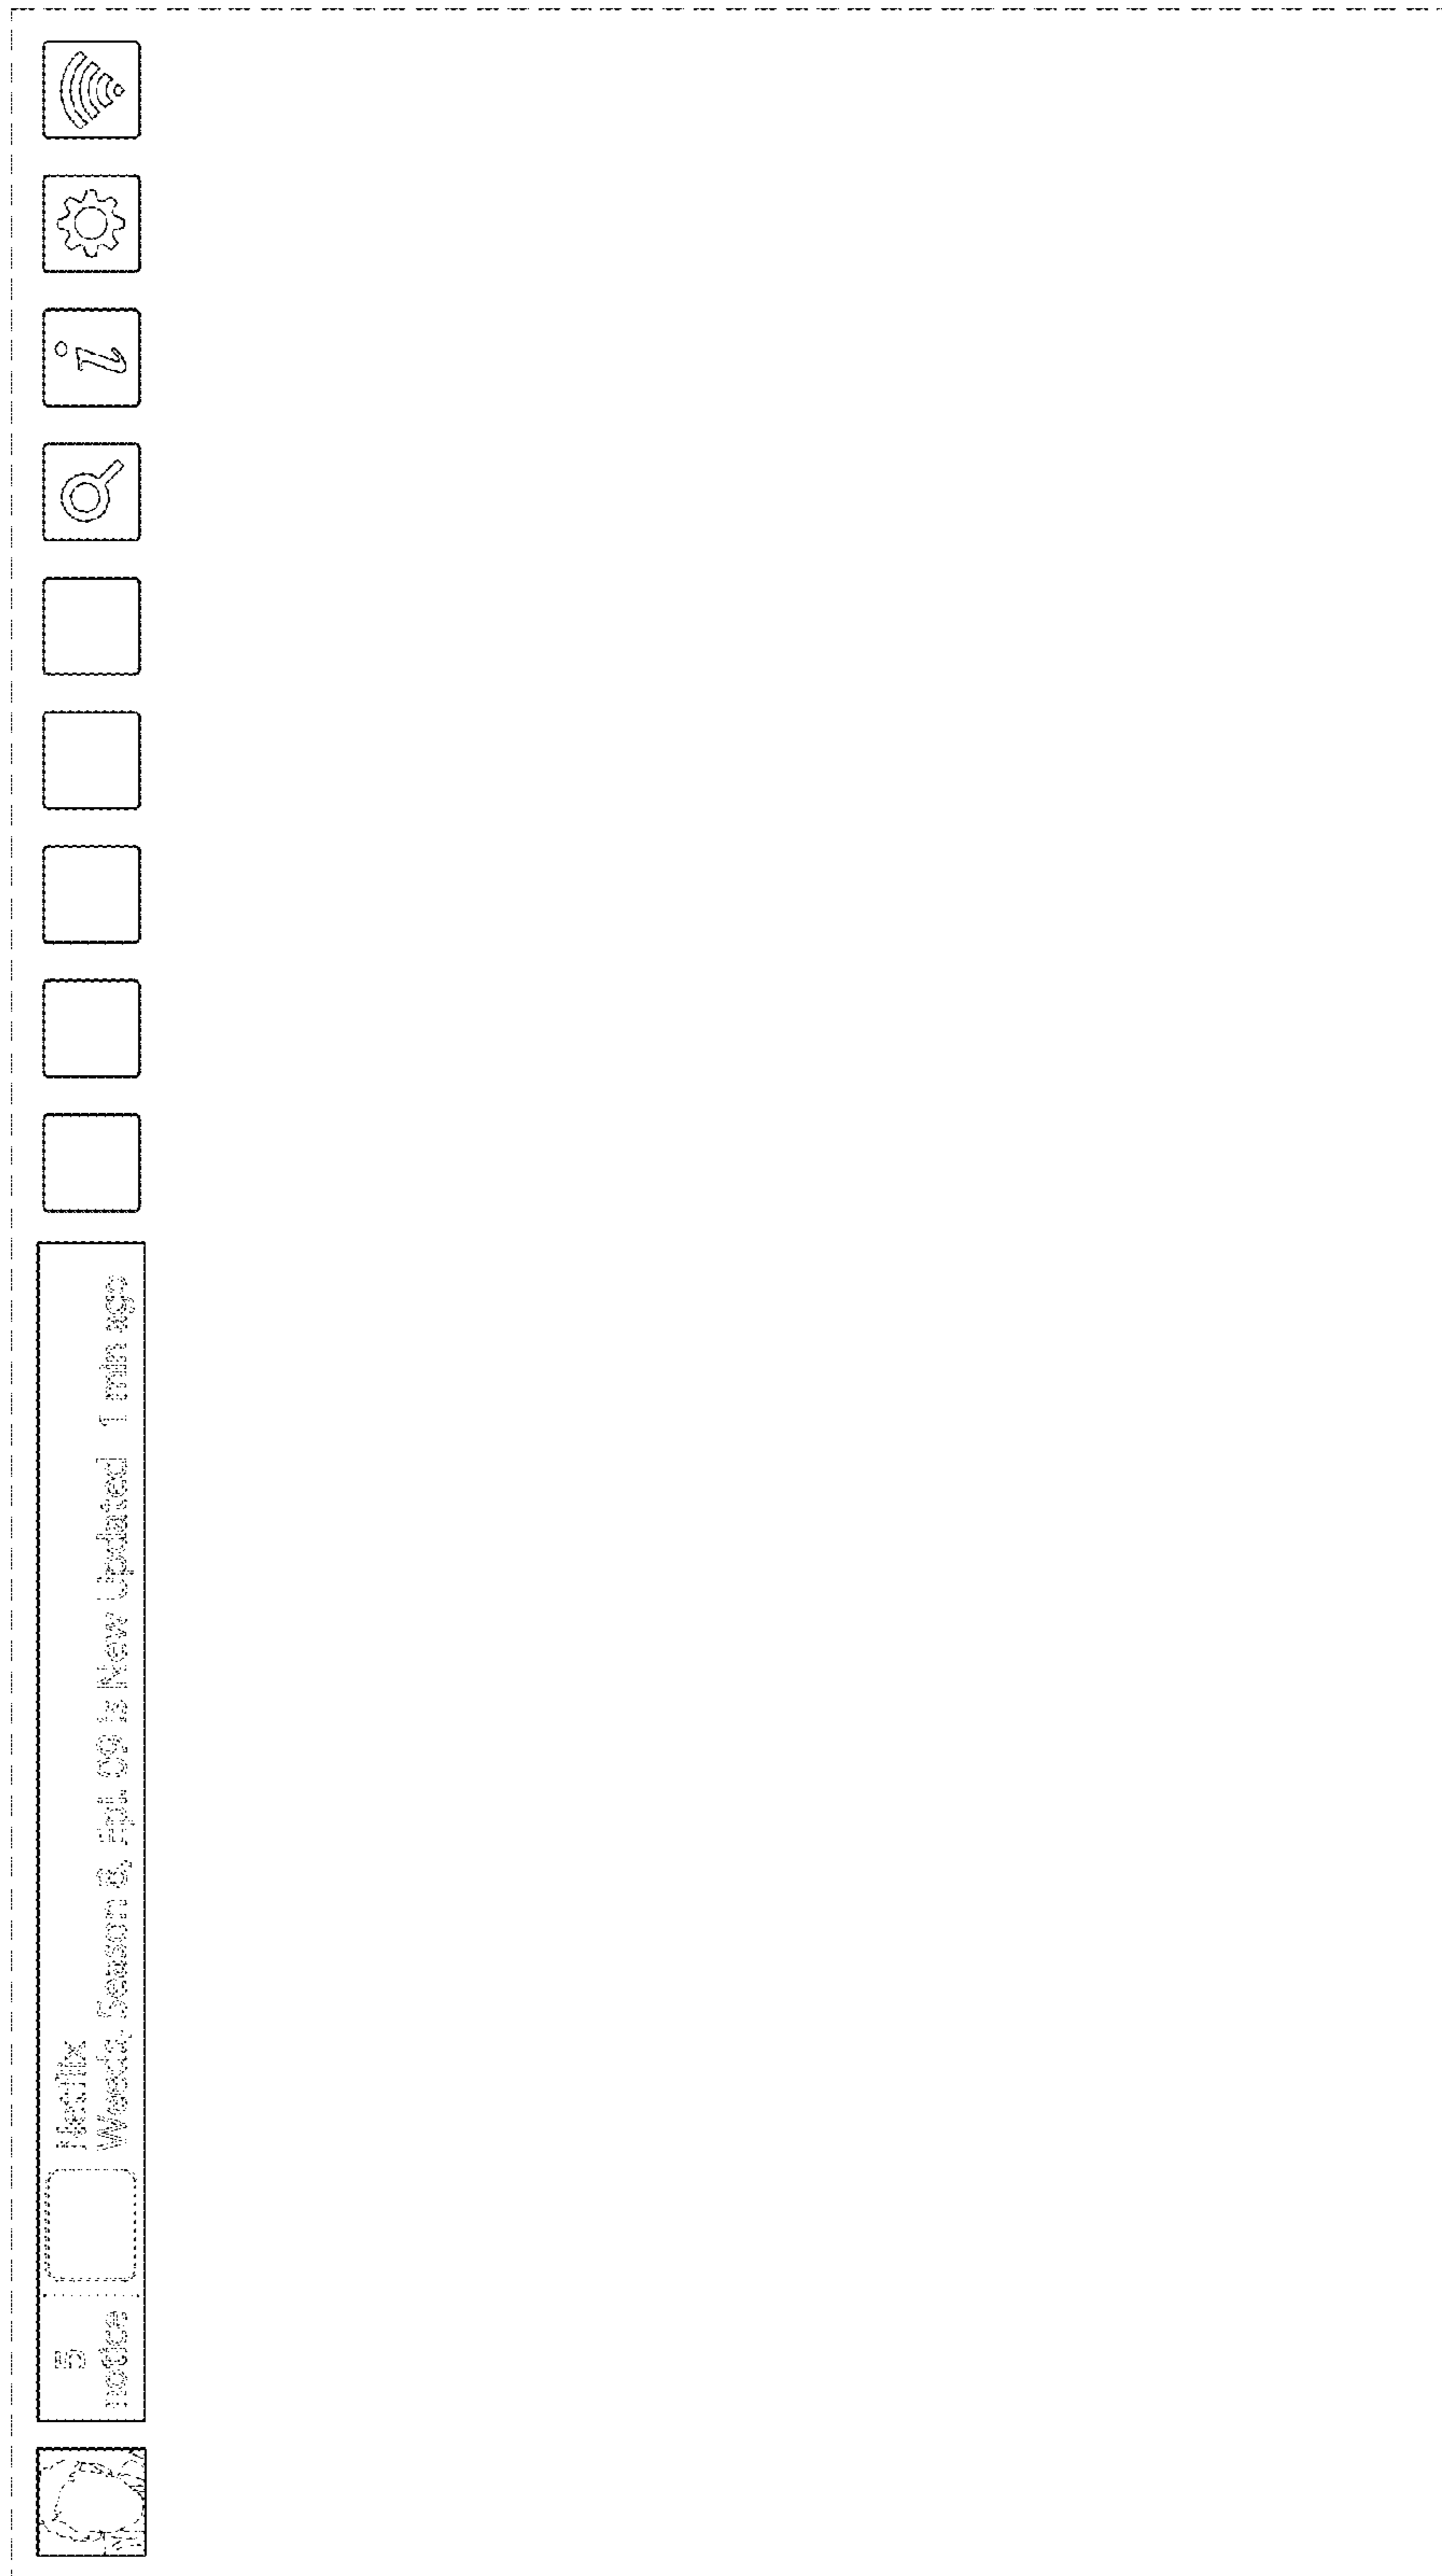 5
notice
Netflix
Weeds, Season 8, Epi. 09 is New Updated 1 min ago